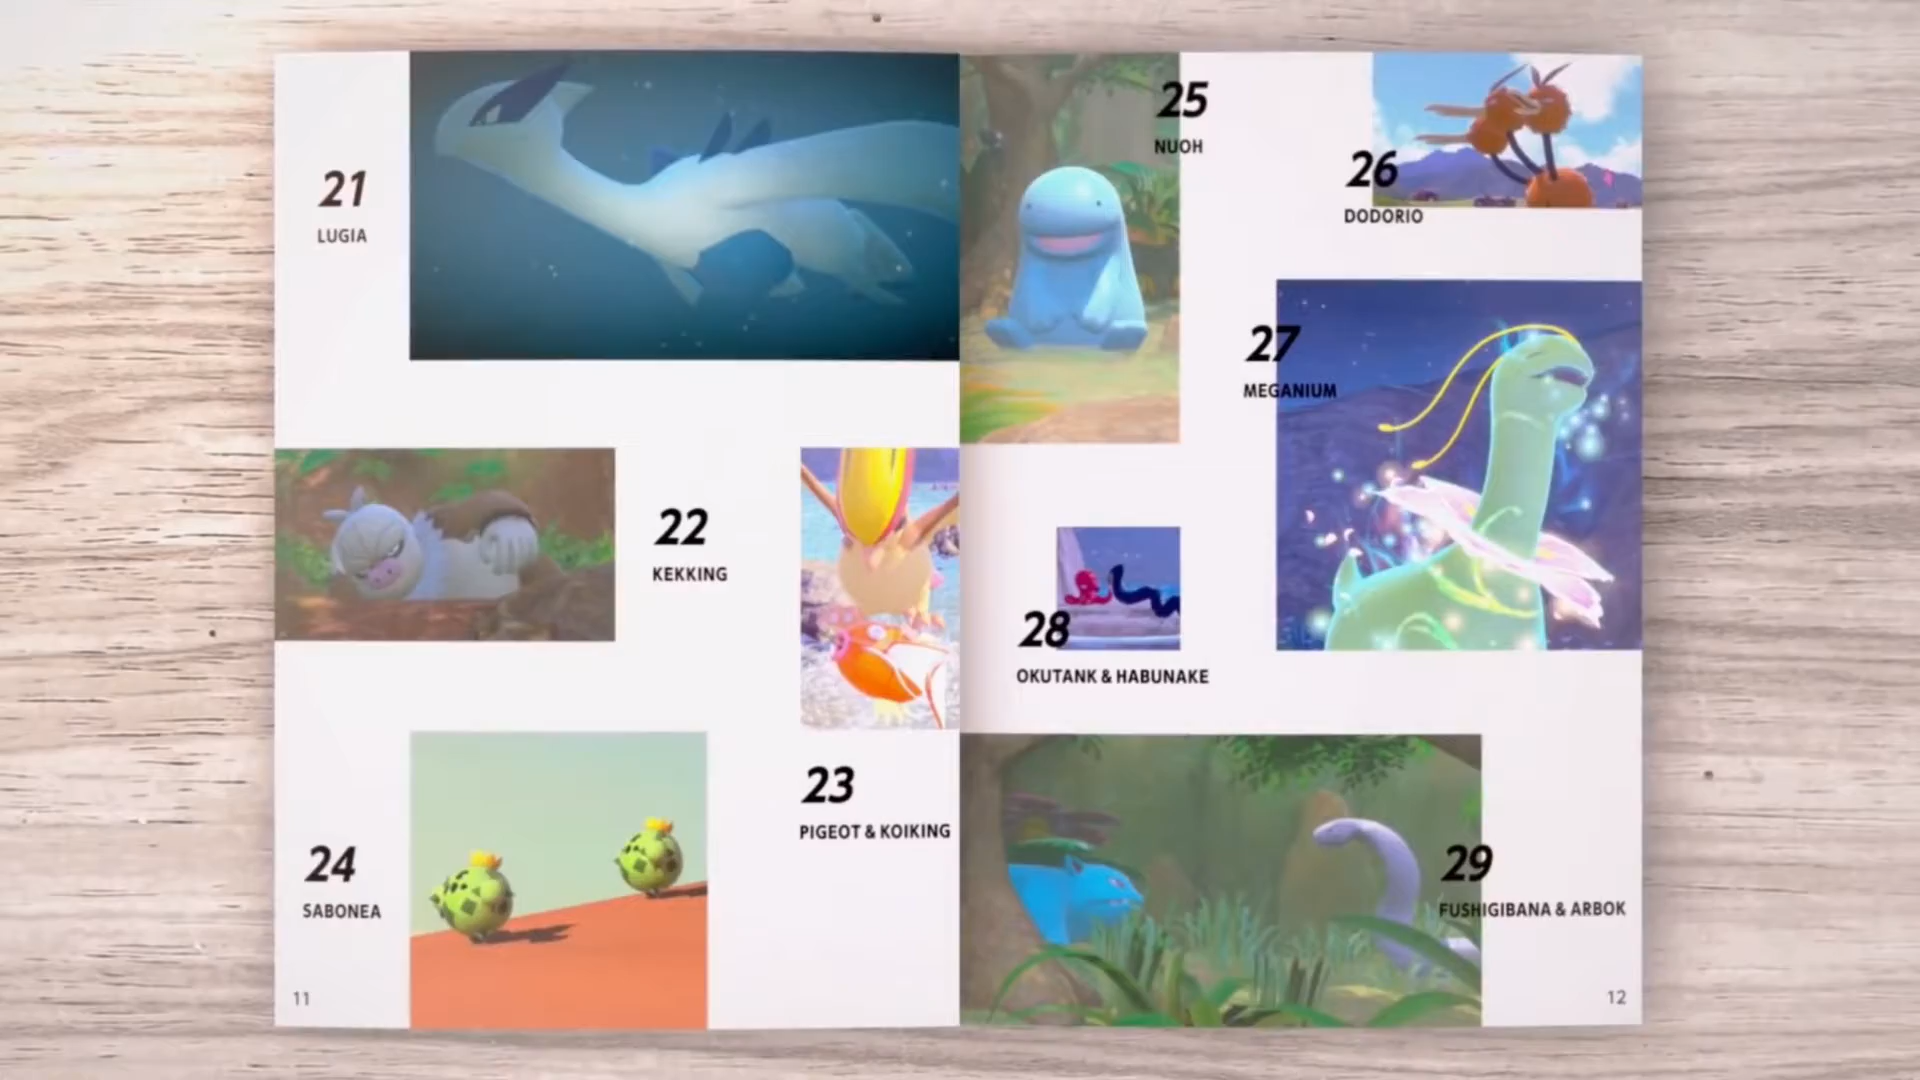 21
LUGIA
22
KEKKING
23
PIGEOT & KOIKING
24
SABONEA
11
25
NUOH
26
DODORIO
27
MEGANIUM
28
OKUTANK & HABUNAKE
29
FUSHIGIBANA & ARBOK
12